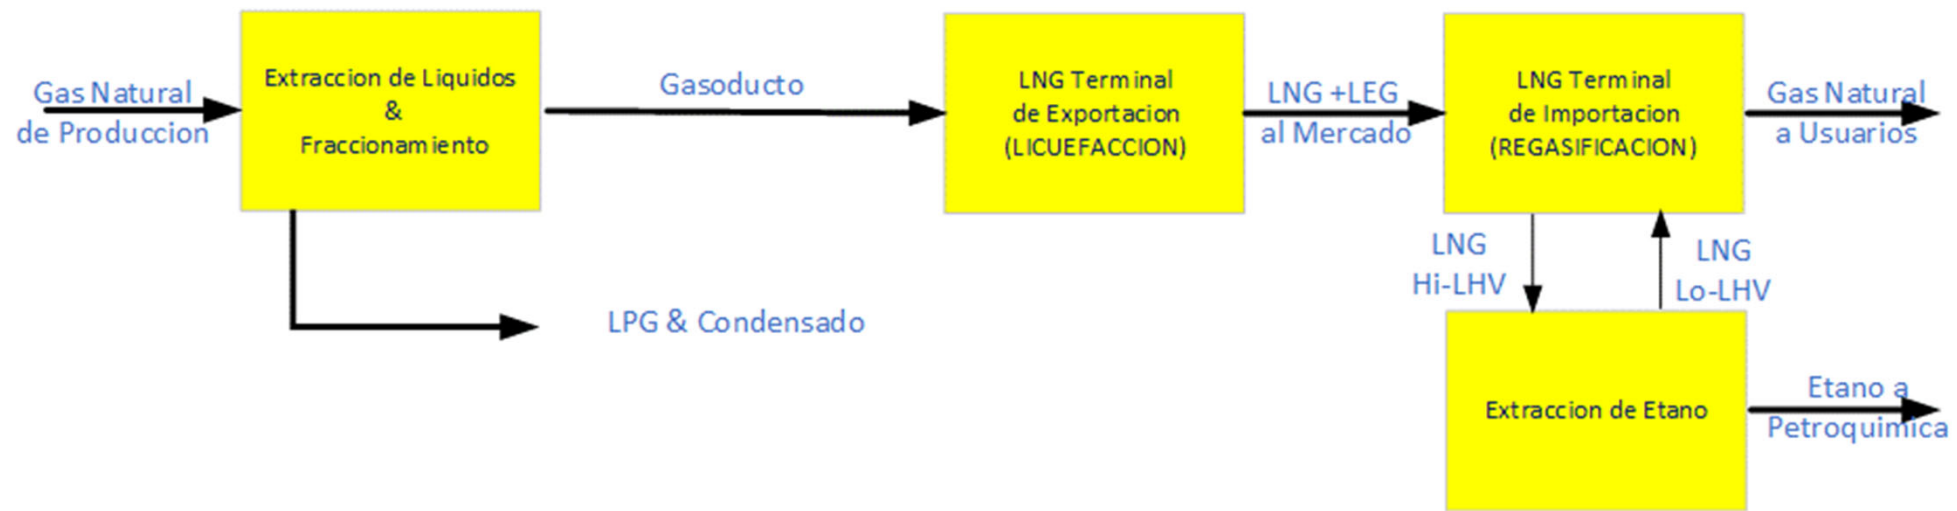 Gas Natural
de Produccion
Extraccion de Liquidos
&
Fraccionamiento
Gasoducto
LNG Terminal
de Exportacion
(LICUEFACCION)
LNG +LEG
al Mercado
LNG Terminal
de Importacion
(REGASIFICACION)
Gas Natural
a Usuarios
LPG & Condensado
LNG
Hi-LHV
LNG
Lo-LHV
Extraccion de Etano
Etano a
Petroquimica